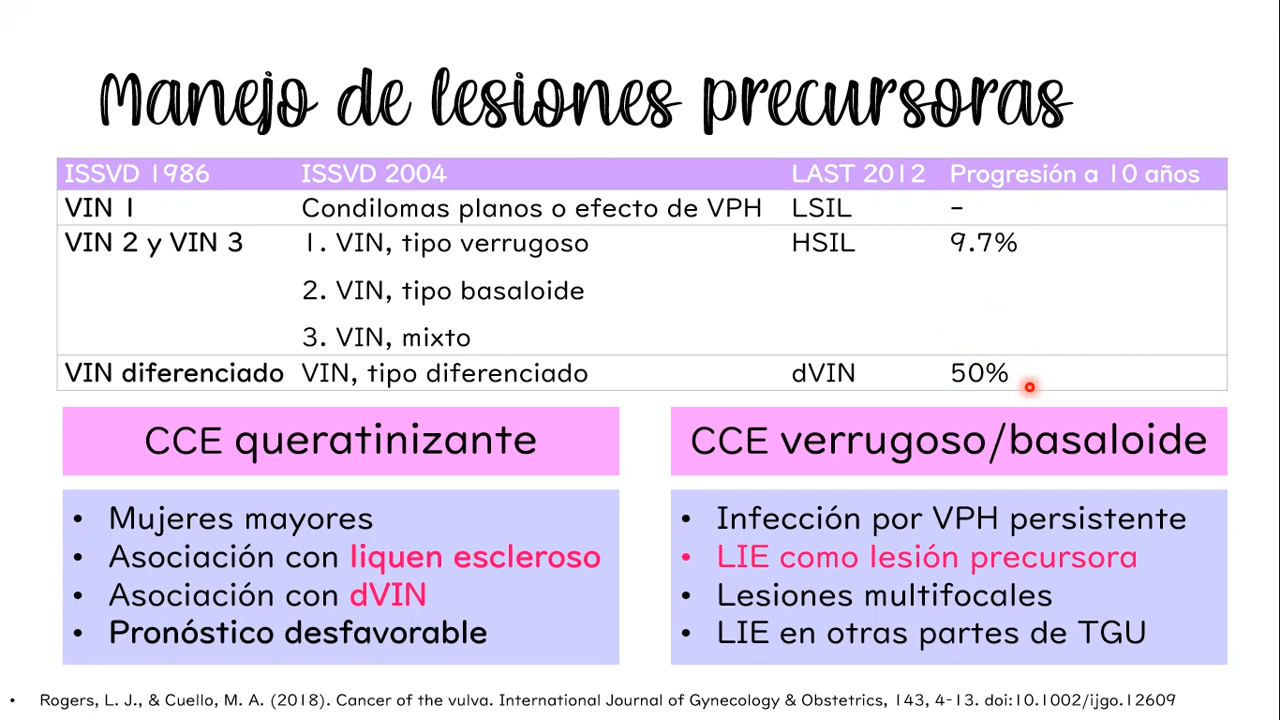 Manejo de lesiones precursoras
ISSVD 1986 ISSVD 2004 LAST 2012 Progresión a 10 años
VIN 1 Condilomas planos o efecto de VPH LSIL –
VIN 2 y VIN 3 1. VIN, tipo verrugoso HSIL 9.7%
2. VIN, tipo basaloide
3. VIN, mixto
VIN diferenciado VIN, tipo diferenciado dVIN 50%
CCE queratinizante
• Mujeres mayores
• Asociación con liquen escleroso
• Asociación con dVIN
• Pronóstico desfavorable
CCE verrugoso/basaloide
• Infección por VPH persistente
• LIE como lesión precursora
• Lesiones multifocales
• LIE en otras partes de TGU
• Rogers, L. J., & Cuello, M. A. (2018). Cancer of the vulva. International Journal of Gynecology & Obstetrics, 143, 4-13. doi:10.1002/ijgo.12609